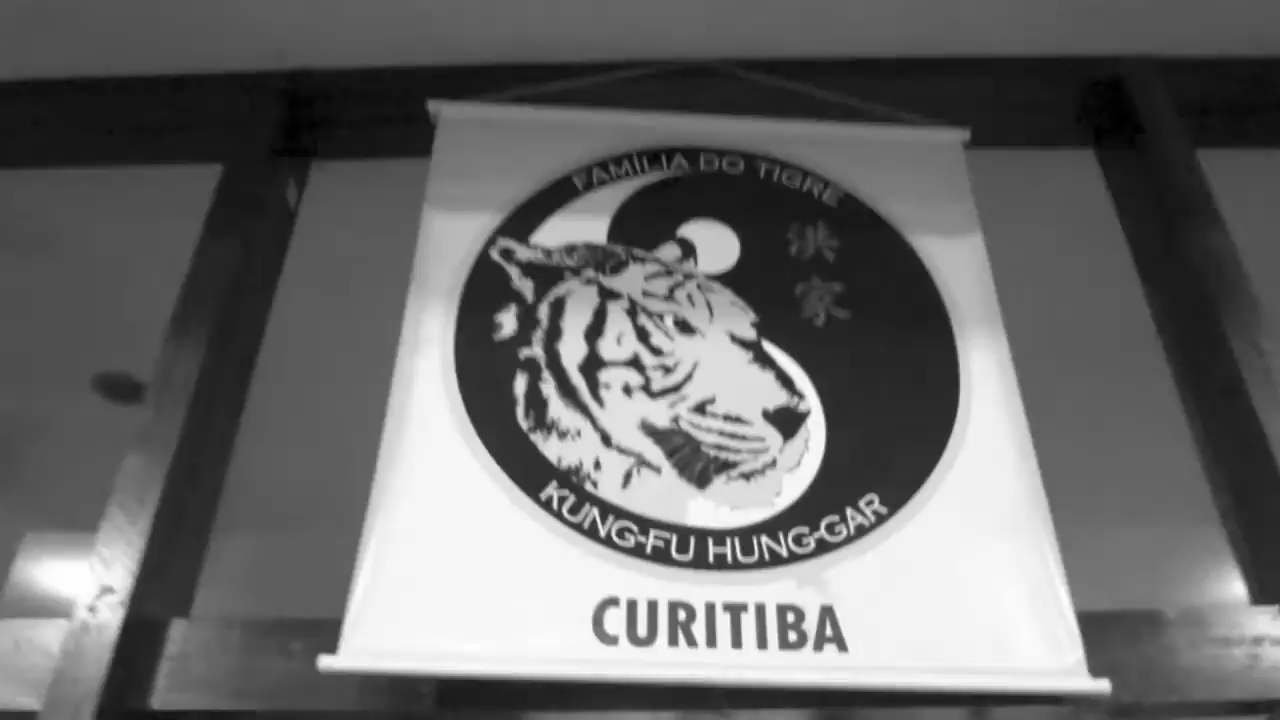 FAMÍLIA DO TIGRE
洪
家
KUNG-FU HUNG-GAR
CURITIBA